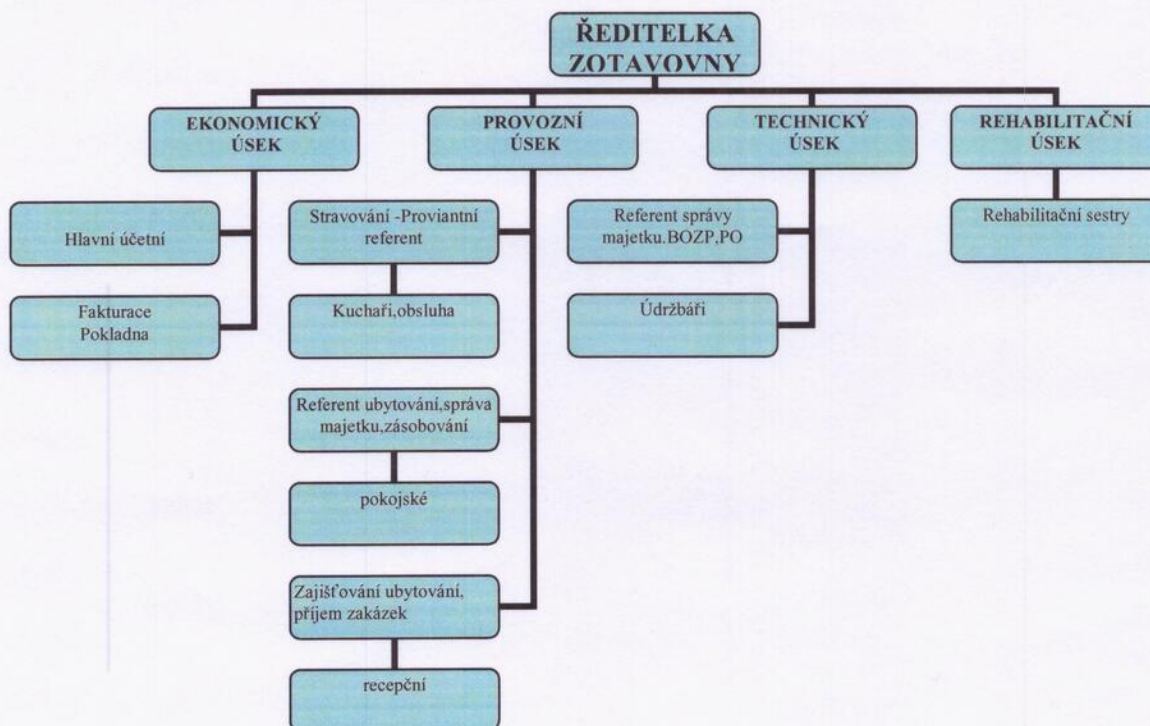 ŘEDITELKA
ZOTAVOVNY
EKONOMICKÝ
ÚSEK
PROVOZNÍ
ÚSEK
TECHNICKÝ
ÚSEK
REHABILITAČNÍ
ÚSEK
Hlavní účetní
Fakturace
Pokladna
Stravování -Proviantní
referent
Kuchaři,obsluha
Referent ubytování,správa
majetku,zásobování
pokojské
Zajišťování ubytování,
příjem zakázek
recepční
Referent správy
majetku.BOZP,PO
Údržbáři
Rehabilitační sestry